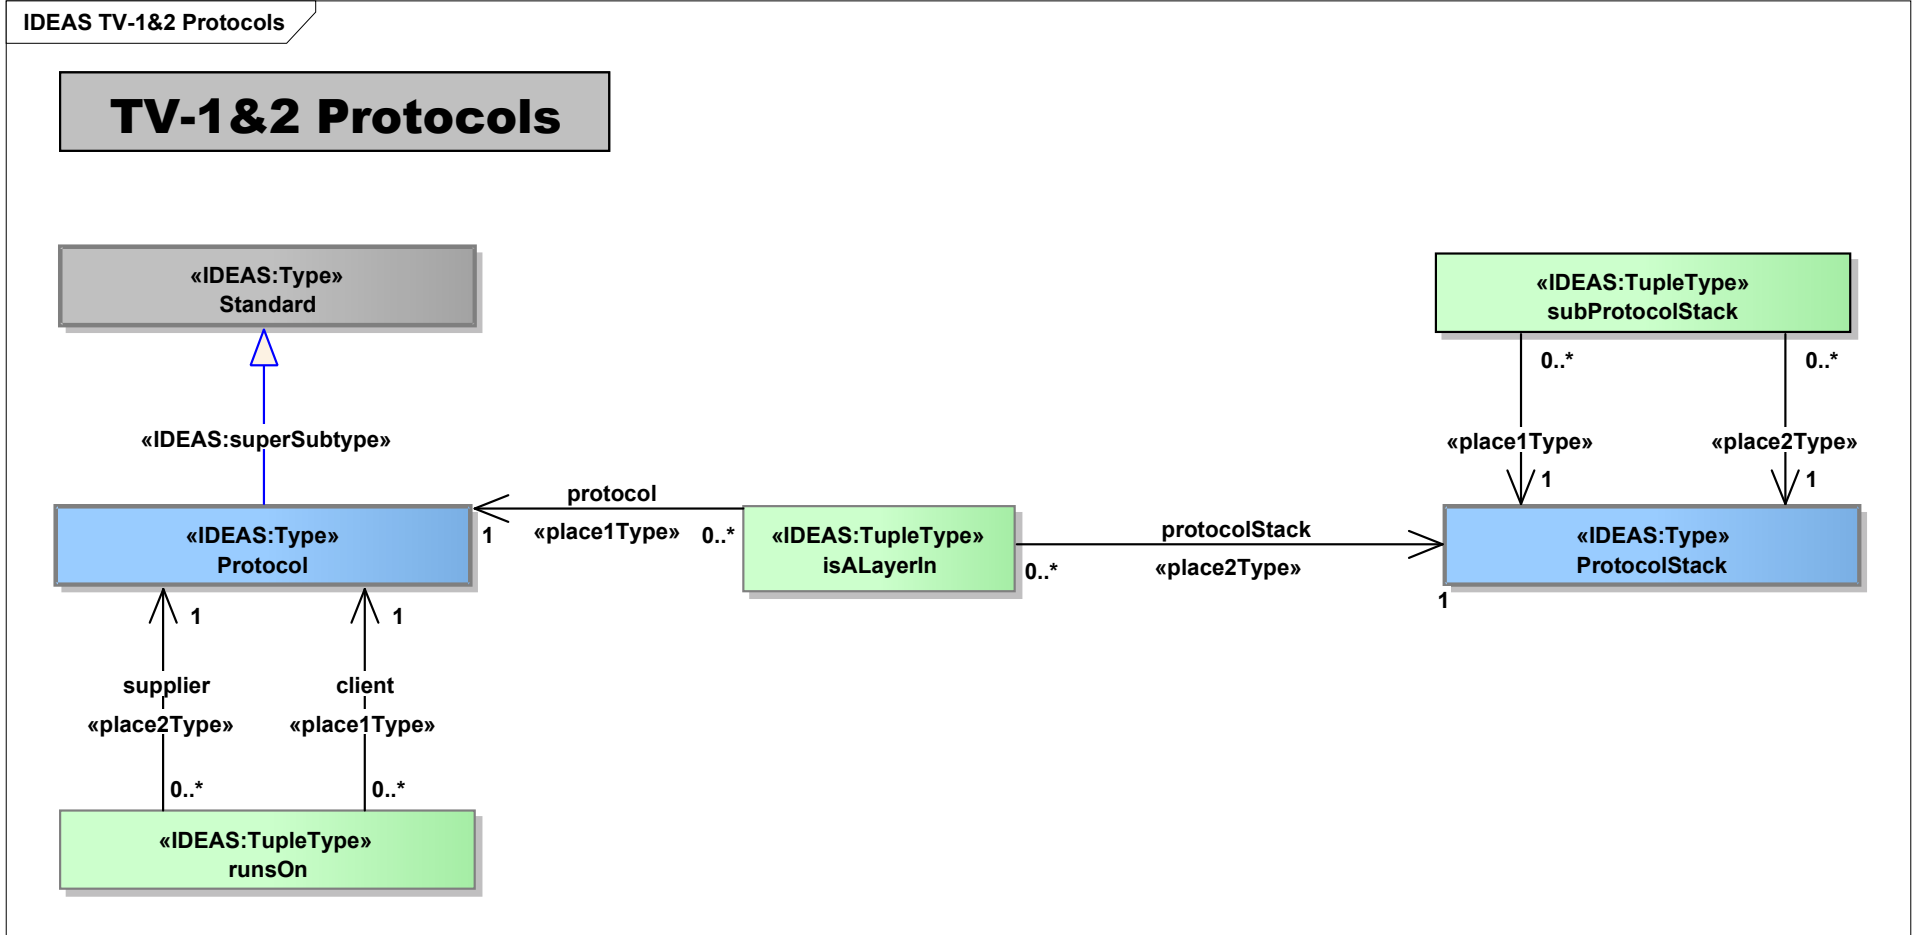 IDEAS TV-1&2 Protocols
TV-1&2 Protocols
«IDEAS:Type»
Standard
«IDEAS:TupleType»
subProtocolStack
0..*
0..*
«IDEAS:superSubtype»
«place1Type»
«place2Type»
1
1
protocol
«place1Type»
1
0..*
«IDEAS:Type»
Protocol
«IDEAS:TupleType»
isALayerIn
protocolStack
«place2Type»
0..*
1
«IDEAS:Type»
ProtocolStack
1
1
supplier
client
«place2Type»
«place1Type»
0..*
0..*
«IDEAS:TupleType»
runsOn